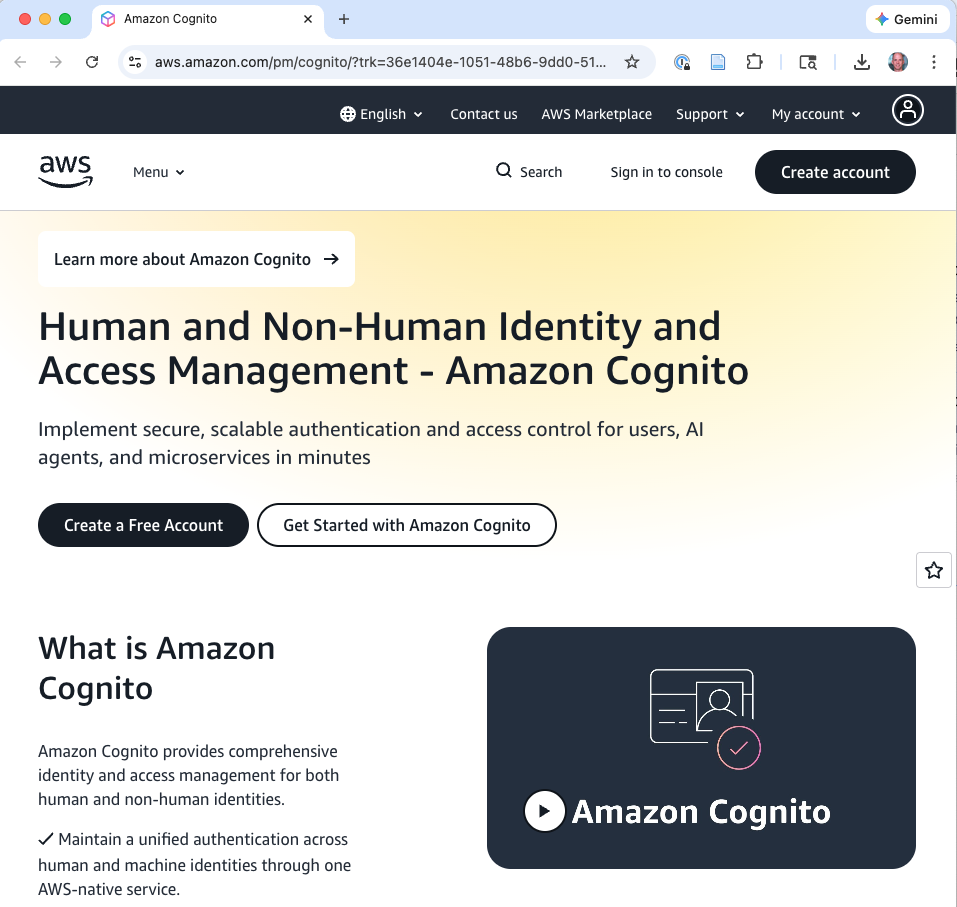 Amazon Cognito
Gemini
aws.amazon.com/pm/cognito/?trk=36e1404e-1051-48b6-9dd0-51...
English
Contact us
AWS Marketplace
Support
My account
aws
Menu
Search
Sign in to console
Create account
Learn more about Amazon Cognito →
Human and Non-Human Identity and
Access Management - Amazon Cognito
Implement secure, scalable authentication and access control for users, AI
agents, and microservices in minutes
Create a Free Account
Get Started with Amazon Cognito
What is Amazon
Cognito
Amazon Cognito provides comprehensive
identity and access management for both
human and non-human identities.
✓ Maintain a unified authentication across
human and machine identities through one
AWS-native service.
Amazon Cognito